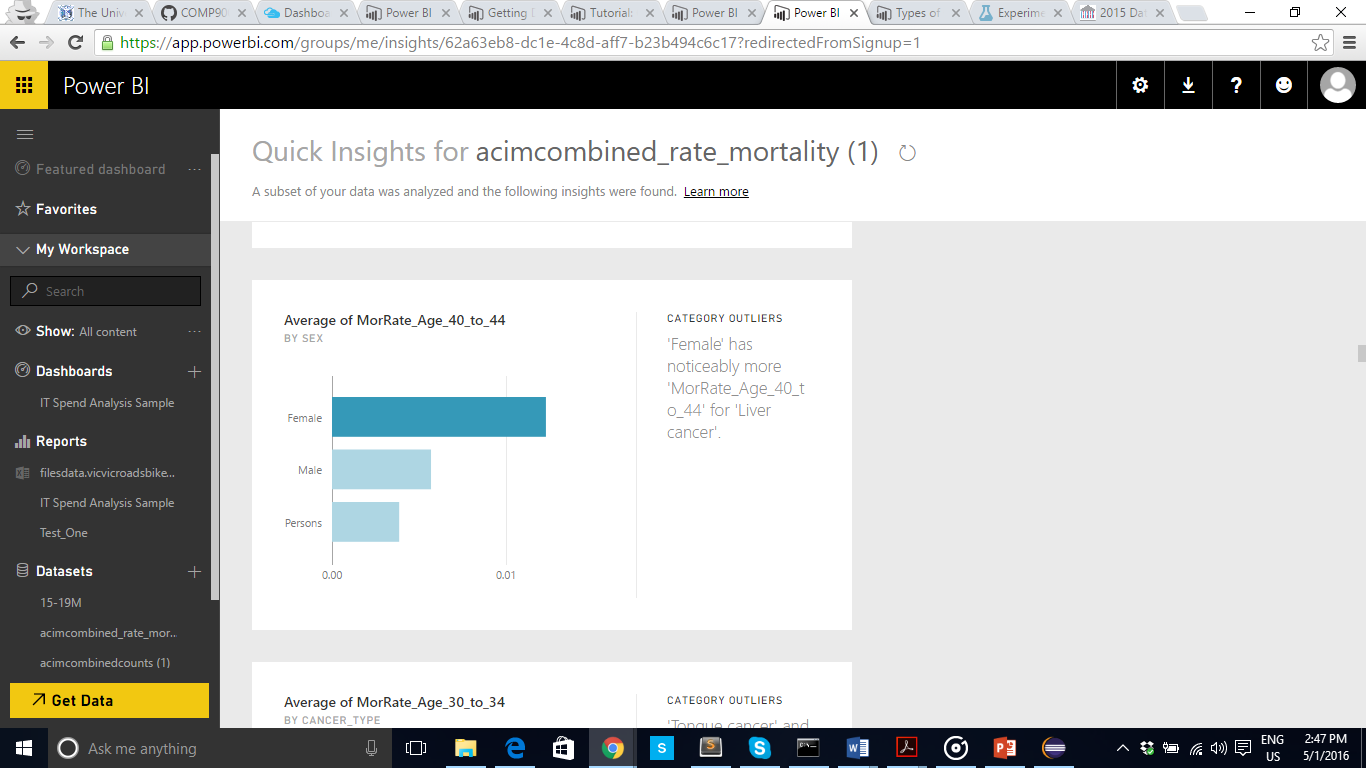 The Unive
COMP90
Dashboa
Power BI
Getting D
Tutorials
Power BI
Power BI
Types of
Experime
2015 Dat
https://app.powerbi.com/groups/me/insights/62a63eb8-dc1e-4c8d-aff7-b23b494c6c17?redirectedFromSignup=1
Power BI
Featured dashboard
Favorites
My Workspace
Search
Show: All content
Dashboards
IT Spend Analysis Sample
Reports
filesdata.vicvicroadsbike...
IT Spend Analysis Sample
Test_One
Datasets
15-19M
acimcombined_rate_mor...
acimcombinedcounts (1)
Get Data
Quick Insights for acimcombined_rate_mortality (1)
A subset of your data was analyzed and the following insights were found. Learn more
Average of MorRate_Age_40_to_44
BY SEX
Female
Male
Persons
0.00 0.01
CATEGORY OUTLIERS
'Female' has
noticeably more
'MorRate_Age_40_t
o_44' for 'Liver
cancer'.
Average of MorRate_Age_30_to_34
BY CANCER_TYPE
CATEGORY OUTLIERS
'Tongue cancer' and
Ask me anything
ENG
US
2:47 PM
5/1/2016